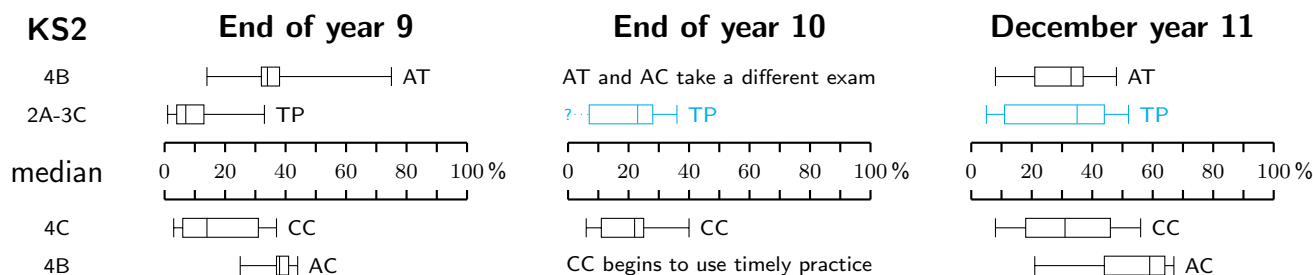 KS2 End of year 9 End of year 10 December year 11
4B AT AT and AC take a different exam AT
2A-3C TP ? TP TP
0 20 40 60 80 100 % 0 20 40 60 80 100 % 0 20 40 60 80 100 %
median
4C CC CC CC
4B AC CC begins to use timely practice AC